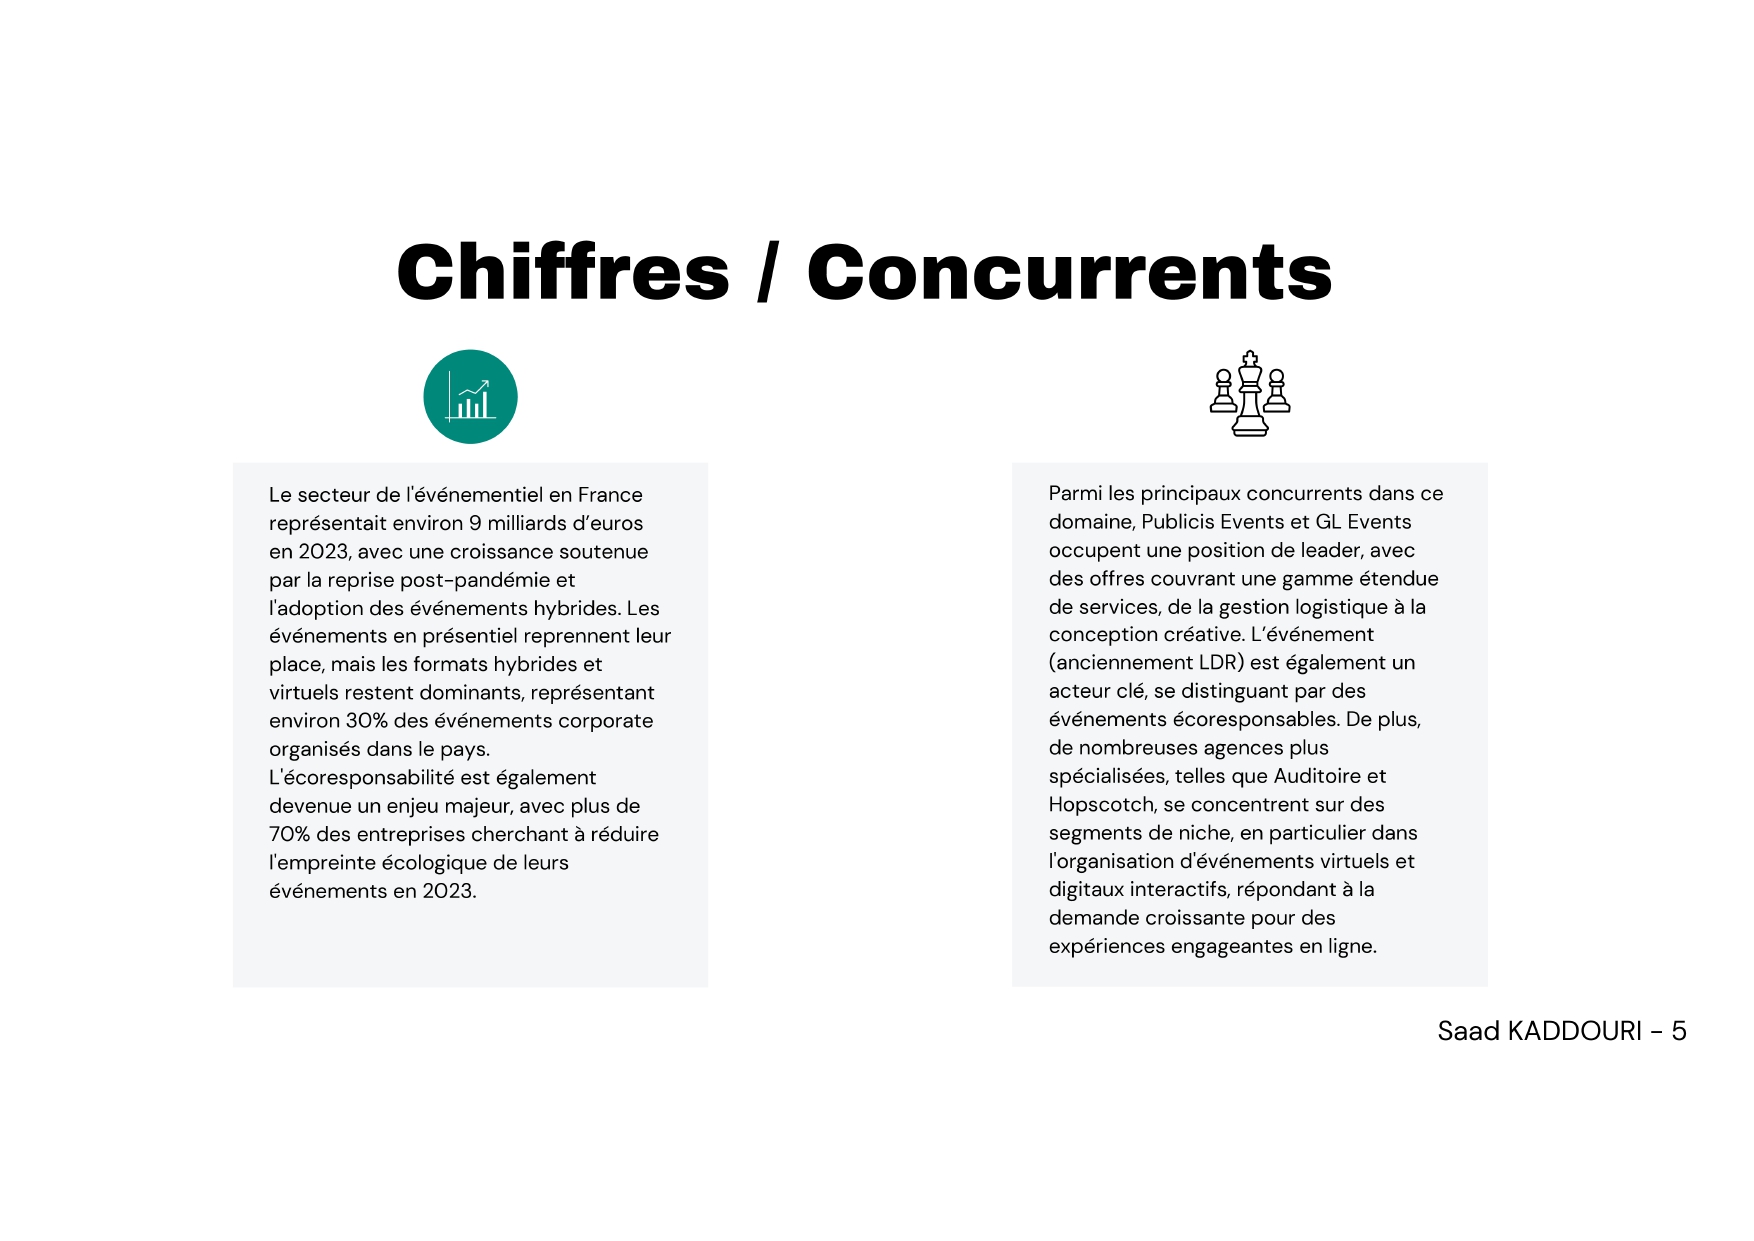 Chiffres / Concurrents
Le secteur de l'événementiel en France
représentait environ 9 milliards d’euros
en 2023, avec une croissance soutenue
par la reprise post-pandémie et
l'adoption des événements hybrides. Les
événements en présentiel reprennent leur
place, mais les formats hybrides et
virtuels restent dominants, représentant
environ 30% des événements corporate
organisés dans le pays.
L'écoresponsabilité est également
devenue un enjeu majeur, avec plus de
70% des entreprises cherchant à réduire
l'empreinte écologique de leurs
événements en 2023.
Parmi les principaux concurrents dans ce
domaine, Publicis Events et GL Events
occupent une position de leader, avec
des offres couvrant une gamme étendue
de services, de la gestion logistique à la
conception créative. L’événement
(anciennement LDR) est également un
acteur clé, se distinguant par des
événements écoresponsables. De plus,
de nombreuses agences plus
spécialisées, telles que Auditoire et
Hopscotch, se concentrent sur des
segments de niche, en particulier dans
l'organisation d'événements virtuels et
digitaux interactifs, répondant à la
demande croissante pour des
expériences engageantes en ligne.
Saad KADDOURI - 5